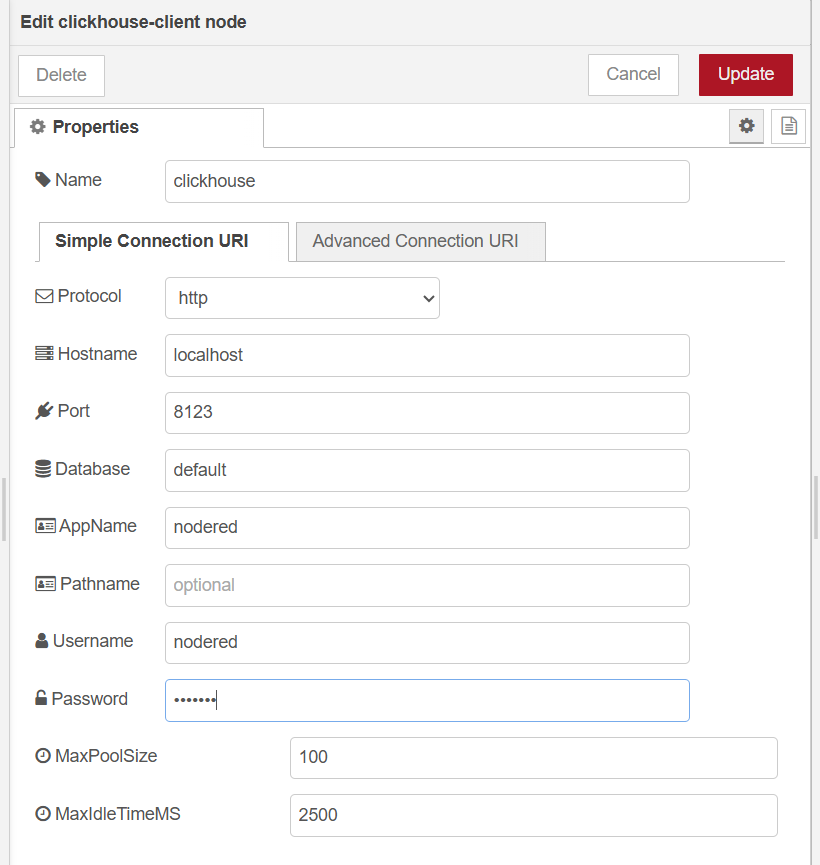 Edit clickhouse-client node
Delete
Cancel
Update
Properties
Name
clickhouse
Simple Connection URI
Advanced Connection URI
Protocol
http
Hostname
localhost
Port
8123
Database
default
AppName
nodered
Pathname
optional
Username
nodered
Password
•••••••
MaxPoolSize
100
MaxIdleTimeMS
2500